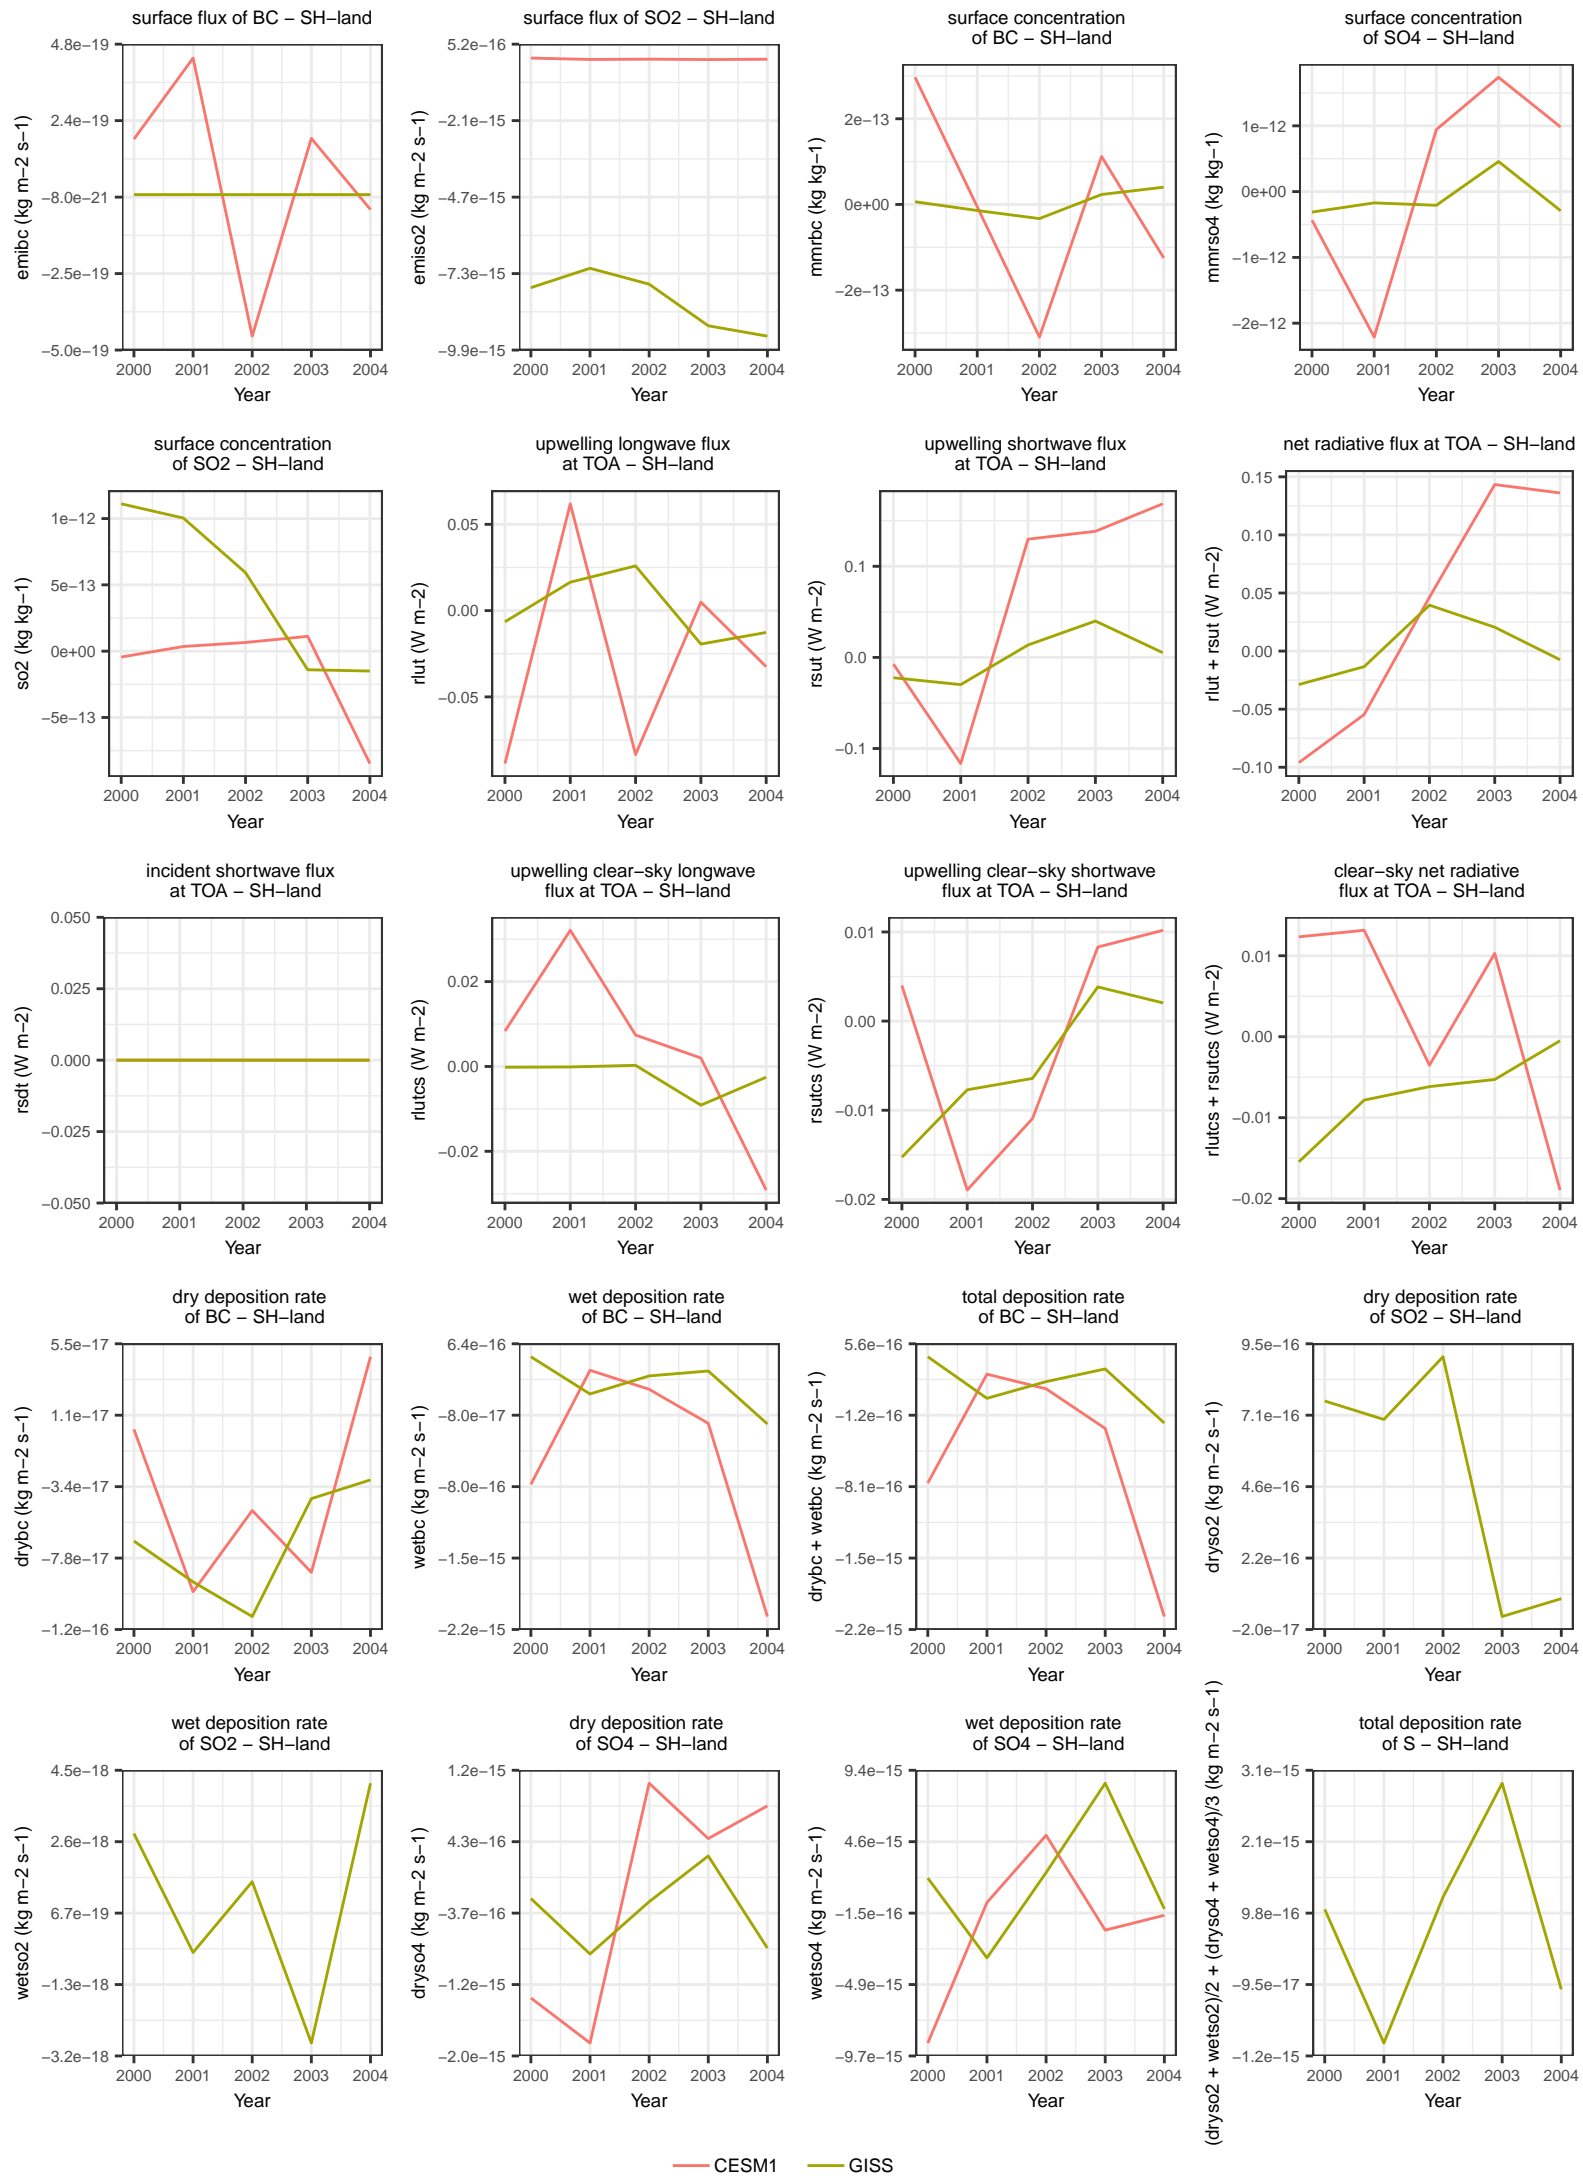 surface flux of BC − SH−land
emibc (kg m−2 s−1)
4.8e−19
2.4e−19
−8.0e−21
−2.5e−19
−5.0e−19
2000 2001 2002 2003 2004
Year
surface flux of SO2 − SH−land
emiso2 (kg m−2 s−1)
5.2e−16
−2.1e−15
−4.7e−15
−7.3e−15
−9.9e−15
2000 2001 2002 2003 2004
Year
surface concentration
of BC − SH−land
mmrbc (kg kg−1)
2e−13
0e+00
−2e−13
2000 2001 2002 2003 2004
Year
surface concentration
of SO4 − SH−land
mmrso4 (kg kg−1)
1e−12
0e+00
−1e−12
−2e−12
2000 2001 2002 2003 2004
Year
surface concentration
of SO2 − SH−land
so2 (kg kg−1)
1e−12
5e−13
0e+00
−5e−13
2000 2001 2002 2003 2004
Year
upwelling longwave flux
at TOA − SH−land
rlut (W m−2)
0.05
0.00
−0.05
2000 2001 2002 2003 2004
Year
upwelling shortwave flux
at TOA − SH−land
rsut (W m−2)
0.1
0.0
−0.1
2000 2001 2002 2003 2004
Year
net radiative flux at TOA − SH−land
rlut + rsut (W m−2)
0.15
0.10
0.05
0.00
−0.05
−0.10
2000 2001 2002 2003 2004
Year
incident shortwave flux
at TOA − SH−land
rsdt (W m−2)
0.050
0.025
0.000
−0.025
−0.050
2000 2001 2002 2003 2004
Year
upwelling clear−sky longwave
flux at TOA − SH−land
rlutcs (W m−2)
0.02
0.00
−0.02
2000 2001 2002 2003 2004
Year
upwelling clear−sky shortwave
flux at TOA − SH−land
rsutcs (W m−2)
0.01
0.00
−0.01
−0.02
2000 2001 2002 2003 2004
Year
clear−sky net radiative
flux at TOA − SH−land
rlutcs + rsutcs (W m−2)
0.01
0.00
−0.01
−0.02
2000 2001 2002 2003 2004
Year
dry deposition rate
of BC − SH−land
drybc (kg m−2 s−1)
5.5e−17
1.1e−17
−3.4e−17
−7.8e−17
−1.2e−16
2000 2001 2002 2003 2004
Year
wet deposition rate
of BC − SH−land
wetbc (kg m−2 s−1)
6.4e−16
−8.0e−17
−8.0e−16
−1.5e−15
−2.2e−15
2000 2001 2002 2003 2004
Year
total deposition rate
of BC − SH−land
drybc + wetbc (kg m−2 s−1)
5.6e−16
−1.2e−16
−8.1e−16
−1.5e−15
−2.2e−15
2000 2001 2002 2003 2004
Year
dry deposition rate
of SO2 − SH−land
dryso2 (kg m−2 s−1)
9.5e−16
7.1e−16
4.6e−16
2.2e−16
−2.0e−17
2000 2001 2002 2003 2004
Year
wet deposition rate
of SO2 − SH−land
wetso2 (kg m−2 s−1)
4.5e−18
2.6e−18
6.7e−19
−1.3e−18
−3.2e−18
2000 2001 2002 2003 2004
Year
dry deposition rate
of SO4 − SH−land
dryso4 (kg m−2 s−1)
1.2e−15
4.3e−16
−3.7e−16
−1.2e−15
−2.0e−15
2000 2001 2002 2003 2004
Year
wet deposition rate
of SO4 − SH−land
wetso4 (kg m−2 s−1)
9.4e−15
4.6e−15
−1.5e−16
−4.9e−15
−9.7e−15
2000 2001 2002 2003 2004
Year
total deposition rate
of S − SH−land
(dryso2 + wetso2)/2 + (dryso4 + wetso4)/3 (kg m−2 s−1)
3.1e−15
2.1e−15
9.8e−16
−9.5e−17
−1.2e−15
2000 2001 2002 2003 2004
Year
CESM1 GISS